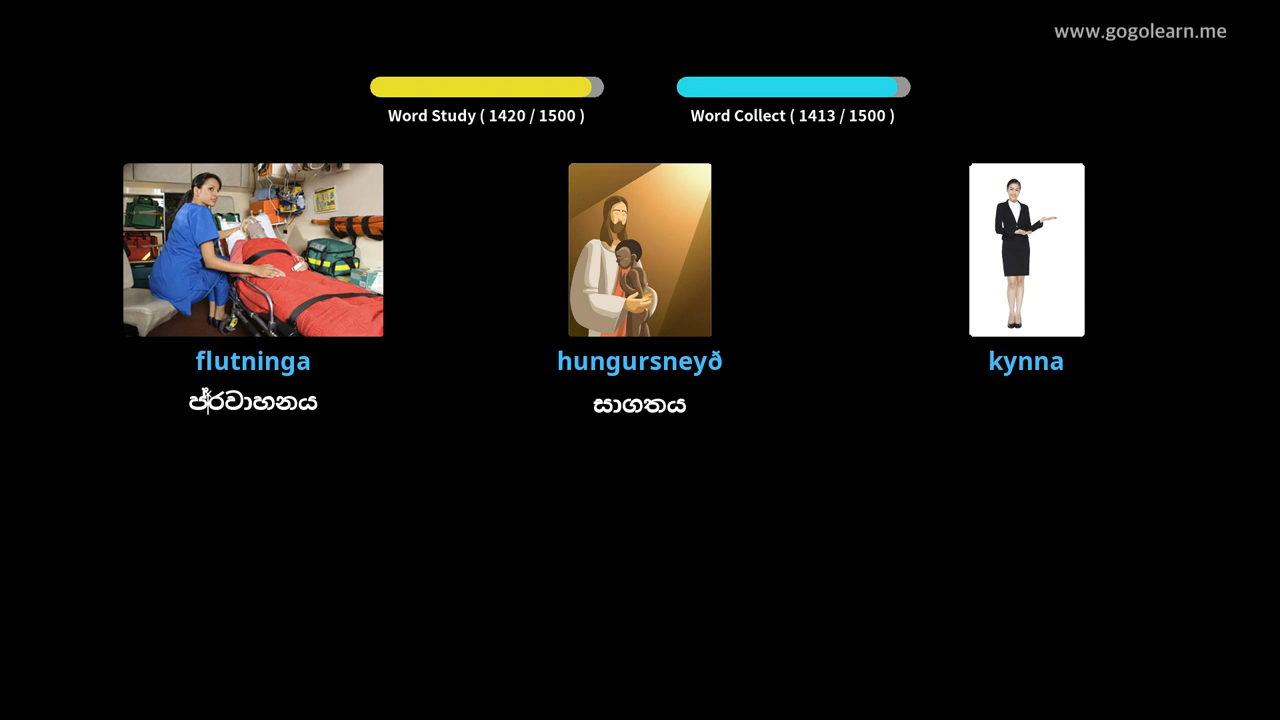 www.gogolearn.me
Word Study ( 1420 / 1500 )
Word Collect ( 1413 / 1500 )
flutninga
hungursneyð
kynna
ප්‍රවාහනය
සාගතය